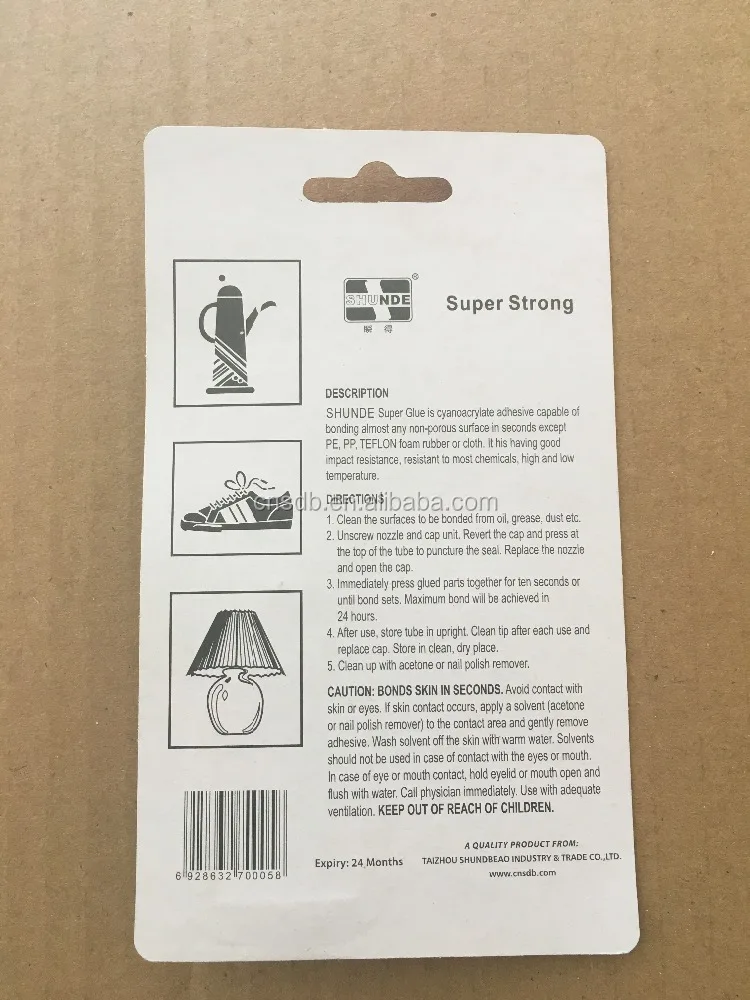 SHUNDE®
瞬 得
Super Strong
DESCRIPTION
SHUNDE Super Glue is cyanoacrylate adhesive capable of
bonding almost any non-porous surface in seconds except
PE, PP, TEFLON foam rubber or cloth. It his having good
impact resistance, resistant to most chemicals, high and low
temperature.
cnsdb.en.alibaba.com
DIRECTIONS
1. Clean the surfaces to be bonded from oil, grease, dust etc.
2. Unscrew nozzle and cap unit. Revert the cap and press at
the top of the tube to puncture the seal. Replace the nozzle
and open the cap.
3. Immediately press glued parts together for ten seconds or
until bond sets. Maximum bond will be achieved in
24 hours.
4. After use, store tube in upright. Clean tip after each use and
replace cap. Store in clean, dry place.
5. Clean up with acetone or nail polish remover.
CAUTION: BONDS SKIN IN SECONDS. Avoid contact with
skin or eyes. If skin contact occurs, apply a solvent (acetone
or nail polish remover) to the contact area and gently remove
adhesive. Wash solvent off the skin with warm water. Solvents
should not be used in case of contact with the eyes or mouth.
In case of eye or mouth contact, hold eyelid or mouth open and
flush with water. Call physician immediately. Use with adequate
ventilation. KEEP OUT OF REACH OF CHILDREN.
6 928632 700058
Expiry: 24 Months
A QUALITY PRODUCT FROM:
TAIZHOU SHUNDBEAO INDUSTRY & TRADE CO.,LTD.
www.cnsdb.com